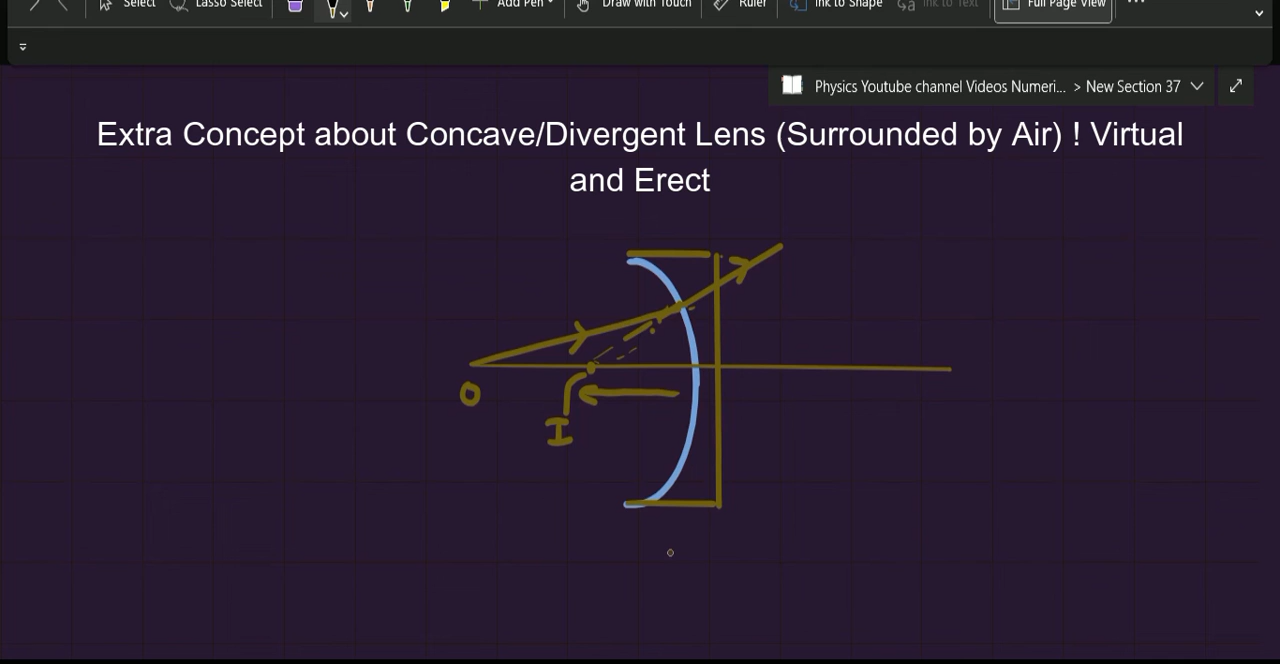 Select
Lasso Select
Add Pen
Draw with Touch
Ruler
Ink to Shape
Ink to Text
Full Page View
Physics Youtube channel Videos Numeri... > New Section 37
Extra Concept about Concave/Divergent Lens (Surrounded by Air) ! Virtual
and Erect
O
I